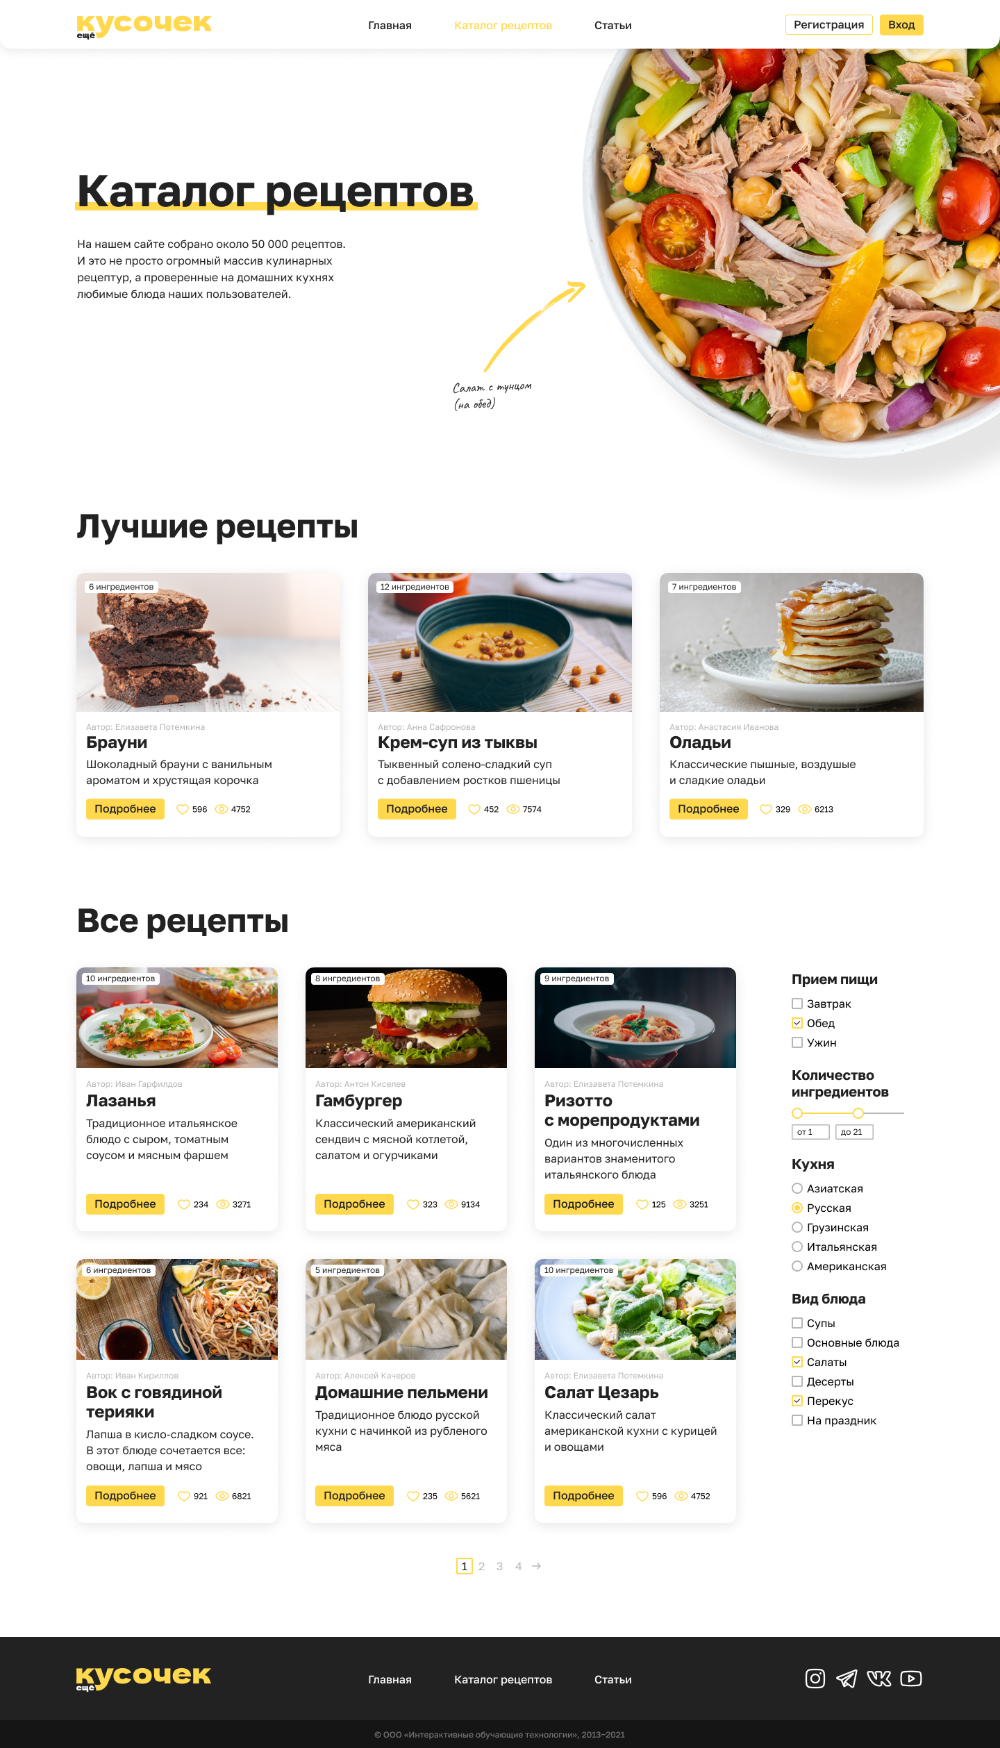 кусочек
ещё
Главная
Каталог рецептов
Статьи
Регистрация
Вход
Каталог рецептов
На нашем сайте собрано около 50 000 рецептов.
И это не просто огромный массив кулинарных
рецептур, а проверенные на домашних кухнях
любимые блюда наших пользователей.
Салат с тунцом
(на обед)
Лучшие рецепты
6 ингредиентов
Автор: Елизавета Потемкина
Брауни
Шоколадный брауни с ванильным
ароматом и хрустящая корочка
Подробнее
596
4752
12 ингредиентов
Автор: Анна Сафронова
Крем-суп из тыквы
Тыквенный солено-сладкий суп
с добавлением ростков пшеницы
Подробнее
452
7574
7 ингредиентов
Автор: Анастасия Иванова
Оладьи
Классические пышные, воздушые
и сладкие оладьи
Подробнее
329
6213
Все рецепты
10 ингредиентов
Автор: Иван Гарфилдов
Лазанья
Традиционное итальянское
блюдо с сыром, томатным
соусом и мясным фаршем
Подробнее
234
3271
8 ингредиентов
Автор: Антон Киселев
Гамбургер
Классический американский
сендвич с мясной котлетой,
салатом и огурчиками
Подробнее
323
9134
9 ингредиентов
Автор: Елизавета Потемкина
Ризотто
с морепродуктами
Один из многочисленных
вариантов знаменитого
итальянского блюда
Подробнее
125
3251
6 ингредиентов
Автор: Иван Кириллов
Вок с говядиной
терияки
Лапша в кисло-сладком соусе.
В этот блюде сочетается все:
овощи, лапша и мясо
Подробнее
921
6821
5 ингредиентов
Автор: Алексей Качеров
Домашние пельмени
Традиционное блюдо русской
кухни с начинкой из рубленого
мяса
Подробнее
235
5621
10 ингредиентов
Автор: Елизавета Потемкина
Салат Цезарь
Классический салат
американской кухни с курицей
и овощами
Подробнее
596
4752
Прием пищи
Завтрак
Обед
Ужин
Количество
ингредиентов
от 1
до 21
Кухня
Азиатская
Русская
Грузинская
Итальянская
Американская
Вид блюда
Супы
Основные блюда
Салаты
Десерты
Перекус
На праздник
1 2 3 4 →
кусочек
ещё
Главная
Каталог рецептов
Статьи
© ООО «Интерактивные обучающие технологии», 2013–2021